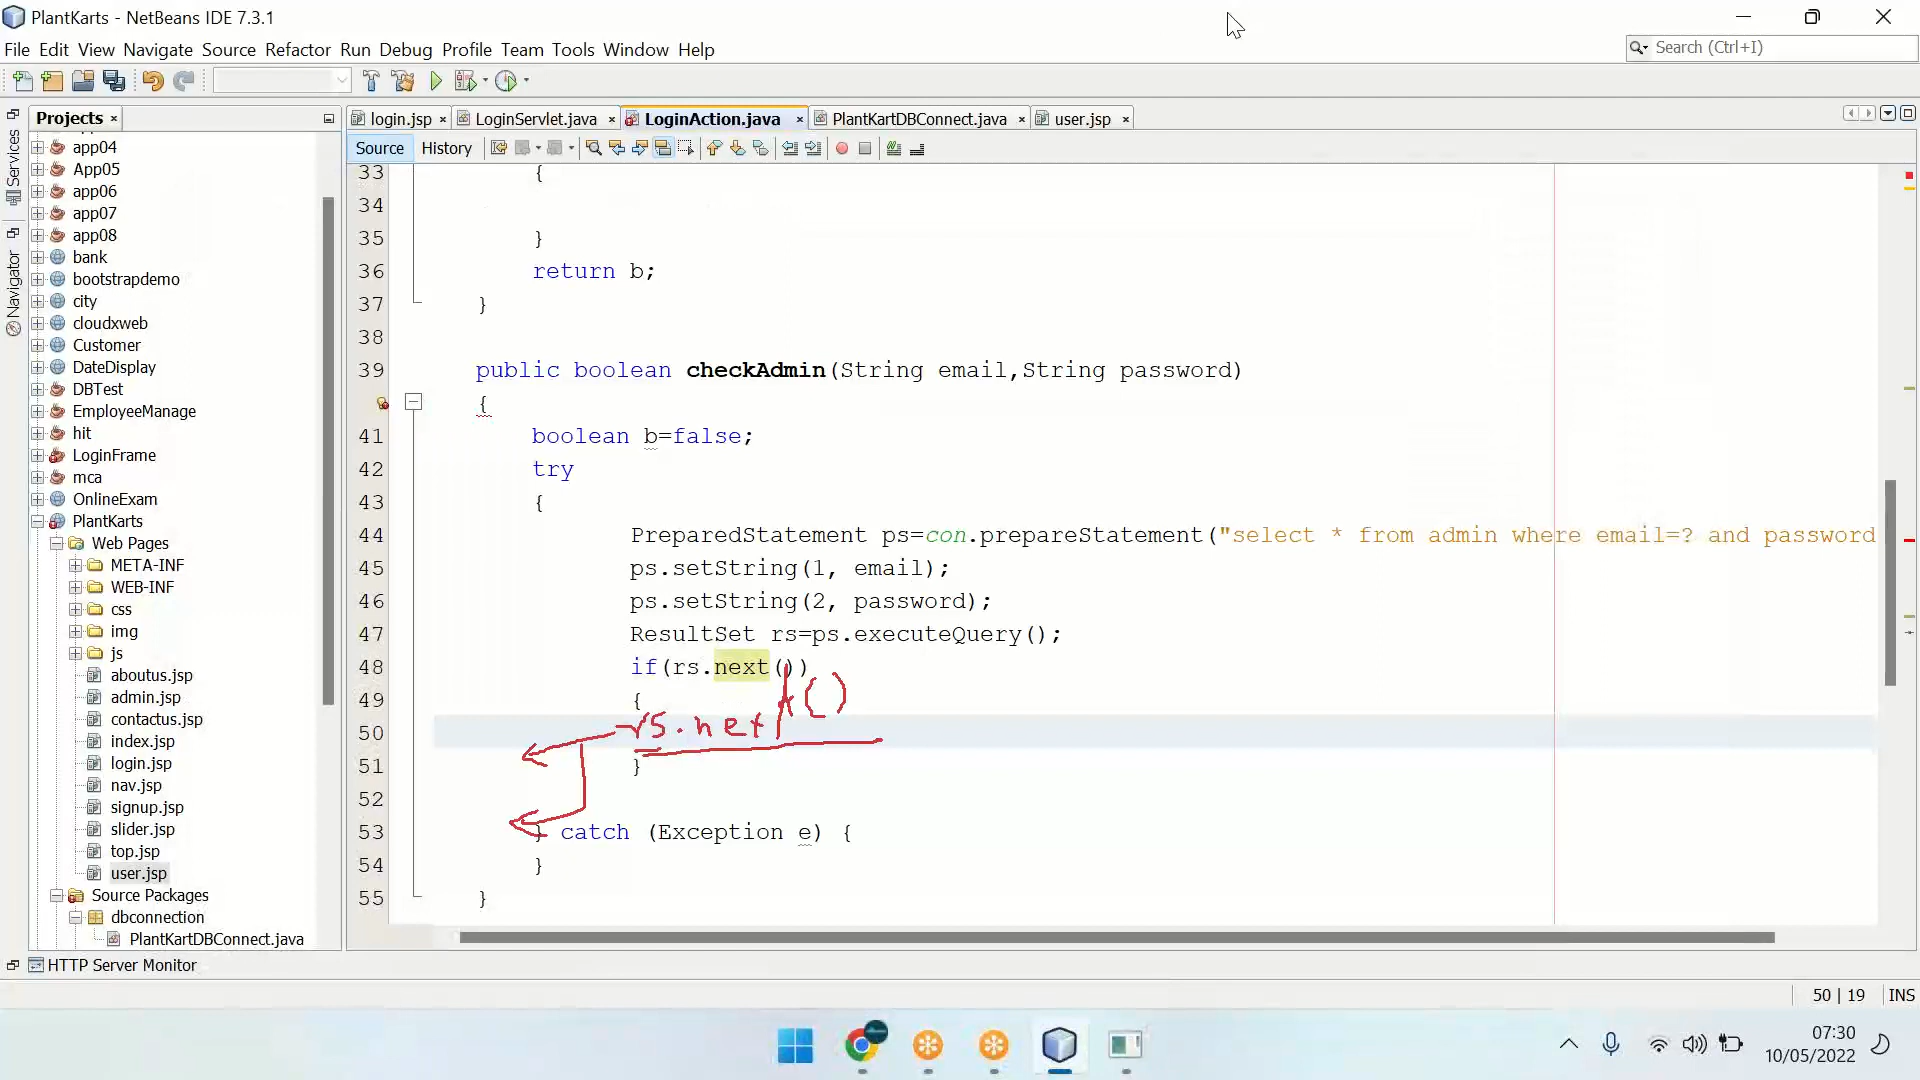 PlantKarts - NetBeans IDE 7.3.1
File Edit View Navigate Source Refactor Run Debug Profile Team Tools Window Help
Search (Ctrl+I)
Projects
login.jsp
LoginServlet.java
LoginAction.java
PlantKartDBConnect.java
user.jsp
Source
History
Services
Navigator
app04
App05
app06
app07
app08
bank
bootstrapdemo
city
cloudxweb
Customer
DateDisplay
DBTest
EmployeeManage
hit
LoginFrame
mca
OnlineExam
PlantKarts
Web Pages
META-INF
WEB-INF
css
img
js
aboutus.jsp
admin.jsp
contactus.jsp
index.jsp
login.jsp
nav.jsp
signup.jsp
slider.jsp
top.jsp
user.jsp
Source Packages
dbconnection
PlantKartDBConnect.java
33 {
34
35 }
36 return b;
37 }
38
39 public boolean checkAdmin(String email,String password)
{
41 boolean b=false;
42 try
43 {
44 PreparedStatement ps=con.prepareStatement("select * from admin where email=? and password
45 ps.setString(1, email);
46 ps.setString(2, password);
47 ResultSet rs=ps.executeQuery();
48 if(rs.next())
49 {
50 rs.next()
51 }
52
53 } catch (Exception e) {
54 }
55 }
HTTP Server Monitor
50 | 19 INS
07:30
10/05/2022